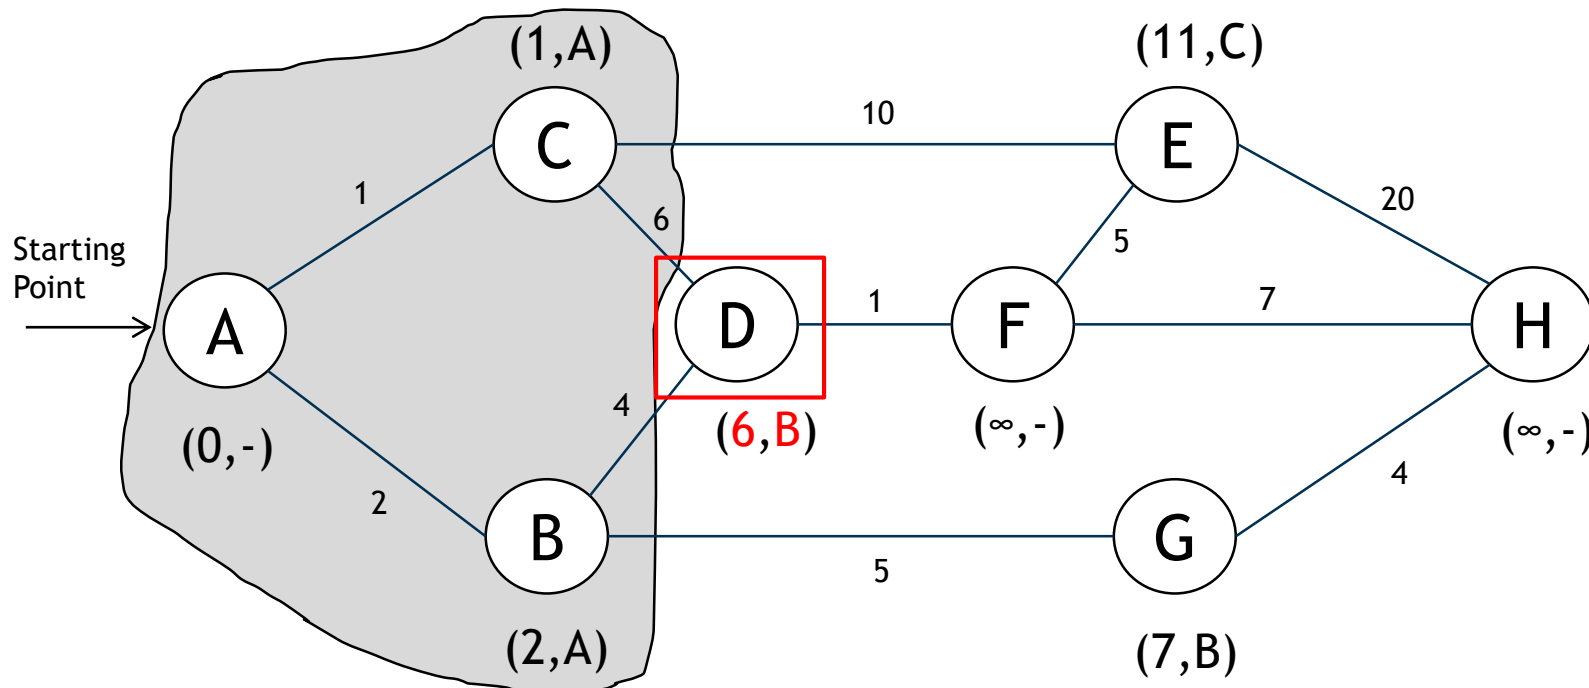 (1,A)
(11,C)
C
10
E
1
6
20
5
Starting
Point
A
D
1
F
7
H
(0,-)
4
(6,B)
(∞,-)
(∞,-)
2
4
B
5
G
(2,A)
(7,B)